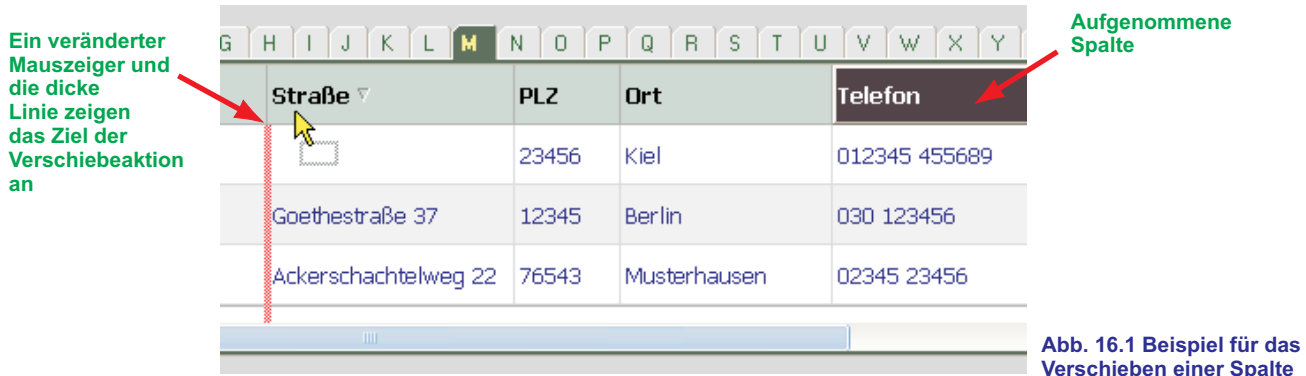 Ein veränderter
Mauszeiger und
die dicke
Linie zeigen
das Ziel der
Verschiebeaktion
an
Aufgenommene
Spalte
G H I J K L M N O P Q R S T U V W X Y
Straße PLZ Ort Telefon
23456 Kiel 012345 455689
Goethestraße 37 12345 Berlin 030 123456
Ackerschachtelweg 22 76543 Musterhausen 02345 23456
Abb. 16.1 Beispiel für das
Verschieben einer Spalte